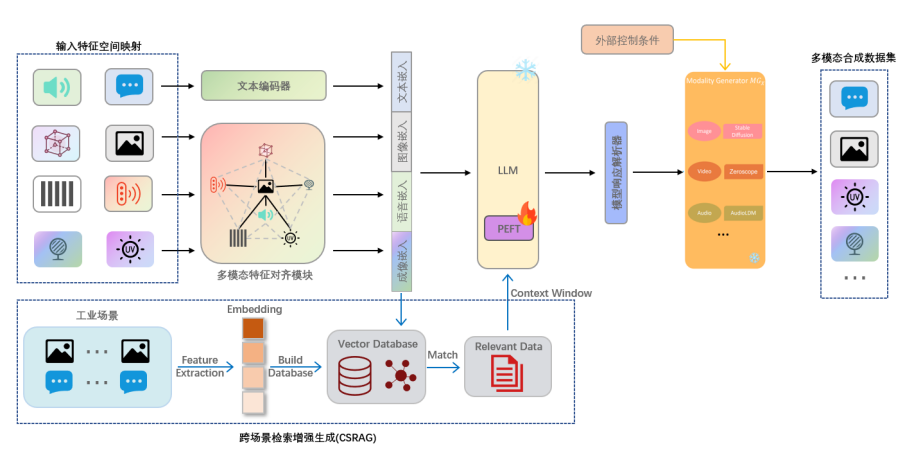 输入特征空间映射
UV
文本编码器
UV
多模态特征对齐模块
文本嵌入
图像嵌入
语音嵌入
成像嵌入
LLM
PEFT
模型响应解析器
外部控制条件
Modality Generator MGₓ
Image
Stable Diffusion
Video
Zeroscope
Audio
AudioLDM
...
多模态合成数据集
UV
...
工业场景
...
...
Feature
Extraction
Embedding
Build
Database
Vector Database
Match
Relevant Data
Context Window
跨场景检索增强生成(CSRAG)